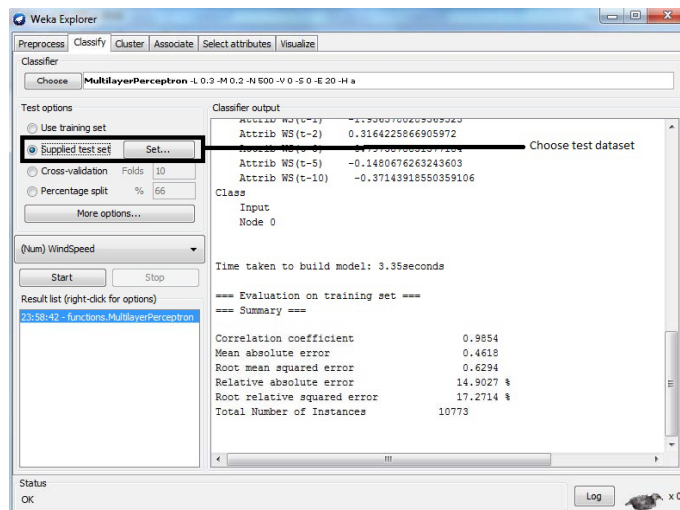 Weka Explorer
Preprocess Classify Cluster Associate Select attributes Visualize
Classifier
Choose MultilayerPerceptron -L 0.3 -M 0.2 -N 500 -V 0 -S 0 -E 20 -H a
Test options
Use training set
Supplied test set Set...
Cross-validation Folds 10
Percentage split % 66
More options...
(Num) WindSpeed
Start Stop
Result list (right-click for options)
23:58:42 - functions.MultilayerPerceptron
Classifier output
Attrib WS(t-1)
Attrib WS(t-2) 0.3164225866905972
Choose test dataset
Attrib WS(t-5) -0.1480676263243603
Attrib WS(t-10) -0.37143918550359106
Class
Input
Node 0
Time taken to build model: 3.35seconds
=== Evaluation on training set ===
=== Summary ===
Correlation coefficient 0.9854
Mean absolute error 0.4618
Root mean squared error 0.6294
Relative absolute error 14.9027 %
Root relative squared error 17.2714 %
Total Number of Instances 10773
Status
OK
Log
x 0